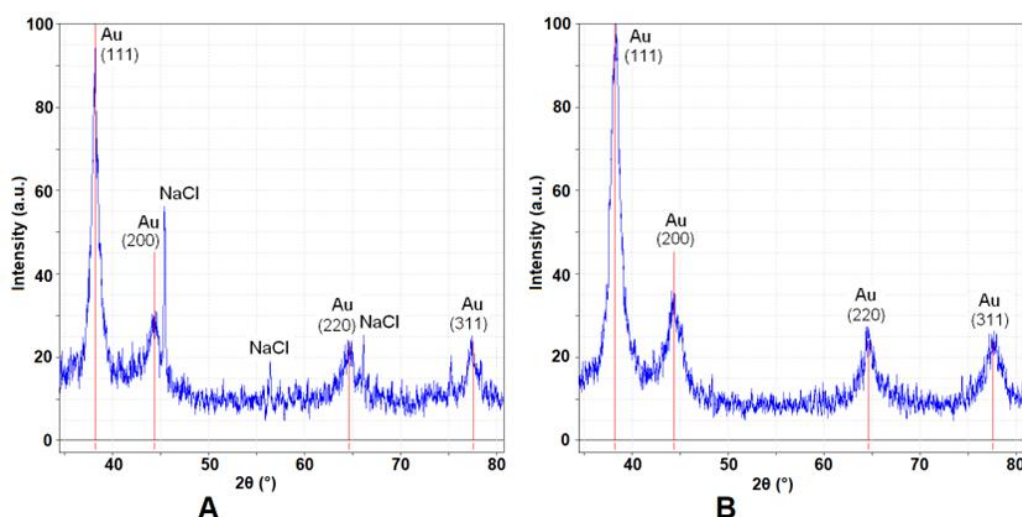 100
80
60
40
20
0
Intensity (a.u.)
Au
(111)
NaCl
Au
(200)
NaCl
Au
(220)
NaCl
Au
(311)
40 50 60 70 80
2θ (°)
A
100
80
60
40
20
0
Intensity (a.u.)
Au
(111)
Au
(200)
Au
(220)
Au
(311)
40 50 60 70 80
2θ (°)
B